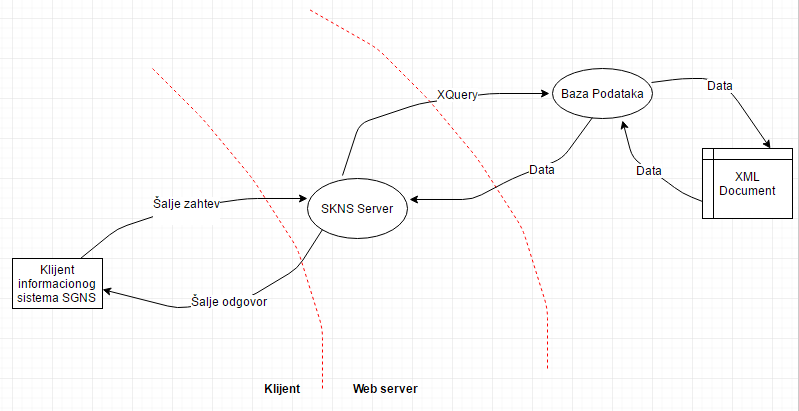 XQuery
Baza Podataka
Data
Data
Data
XML
Document
Šalje zahtev
SKNS Server
Klijent
informacionog
sistema SGNS
Šalje odgovor
Klijent
Web server